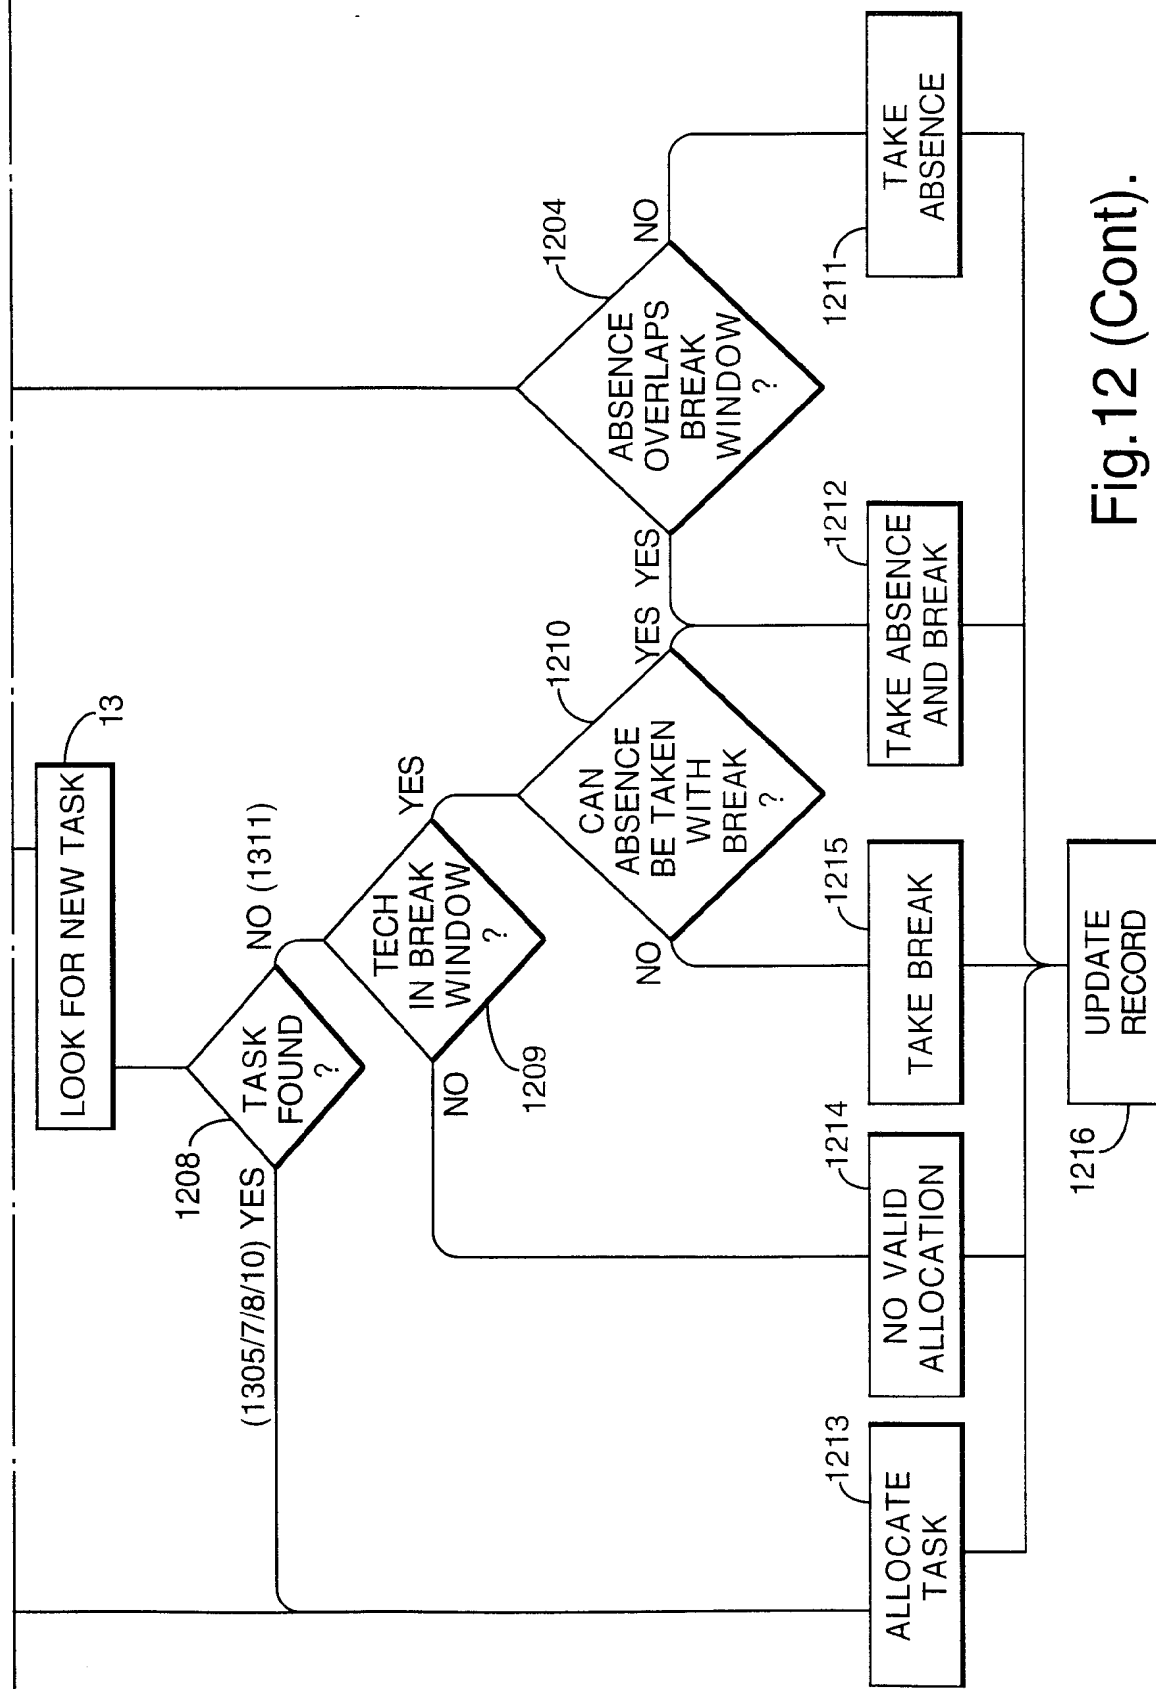 LOOK FOR NEW TASK
13
1208
TASK
FOUND
?
(1305/7/8/10) YES
NO (1311)
TECH
IN BREAK
WINDOW
?
1209
NO
YES
1210
CAN
ABSENCE
BE TAKEN
WITH
BREAK
?
NO
YES
1204
ABSENCE
OVERLAPS
BREAK
WINDOW
?
YES
NO
1213
ALLOCATE
TASK
1214
NO VALID
ALLOCATION
1215
TAKE BREAK
1212
TAKE ABSENCE
AND BREAK
1211
TAKE
ABSENCE
1216
UPDATE
RECORD
Fig.12 (Cont).